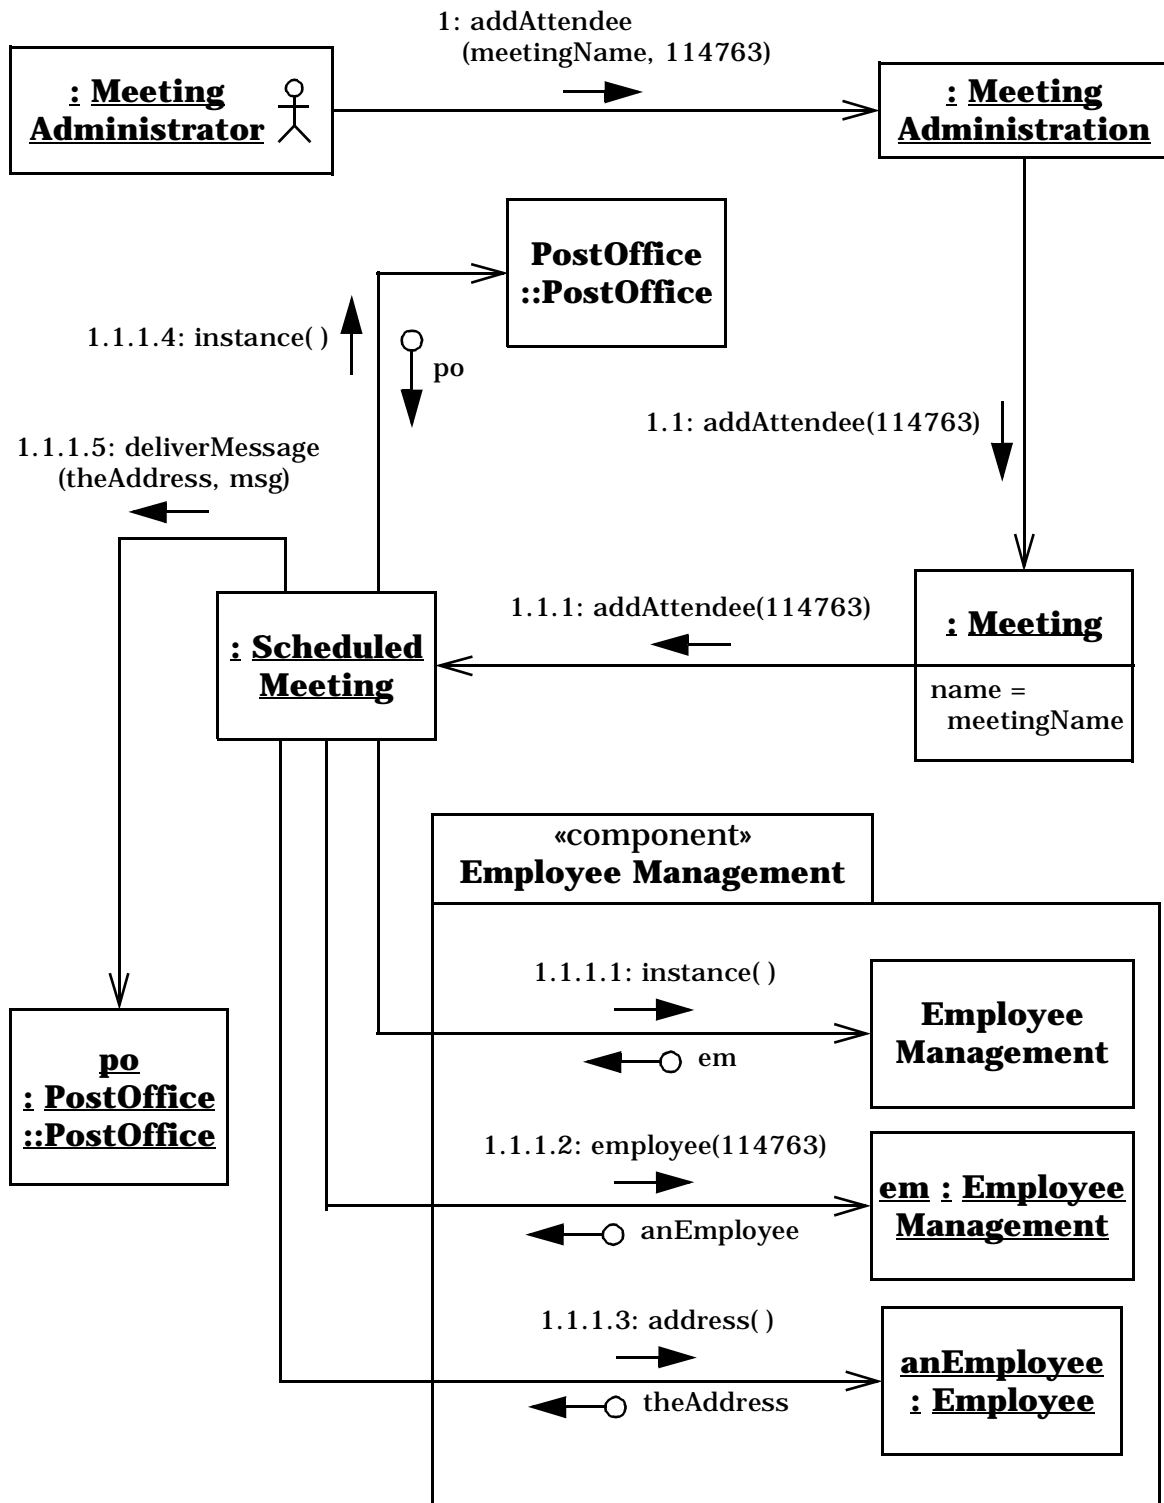 1: addAttendee
(meetingName, 114763)
: Meeting
Administrator
: Meeting
Administration
PostOffice
::PostOffice
1.1.1.4: instance( )
po
1.1: addAttendee(114763)
1.1.1.5: deliverMessage
(theAddress, msg)
1.1.1: addAttendee(114763)
: Meeting
: Scheduled
Meeting
name =
meetingName
«component»
Employee Management
1.1.1.1: instance( )
Employee
Management
em
po
: PostOffice
::PostOffice
1.1.1.2: employee(114763)
em : Employee
Management
anEmployee
1.1.1.3: address( )
anEmployee
: Employee
theAddress